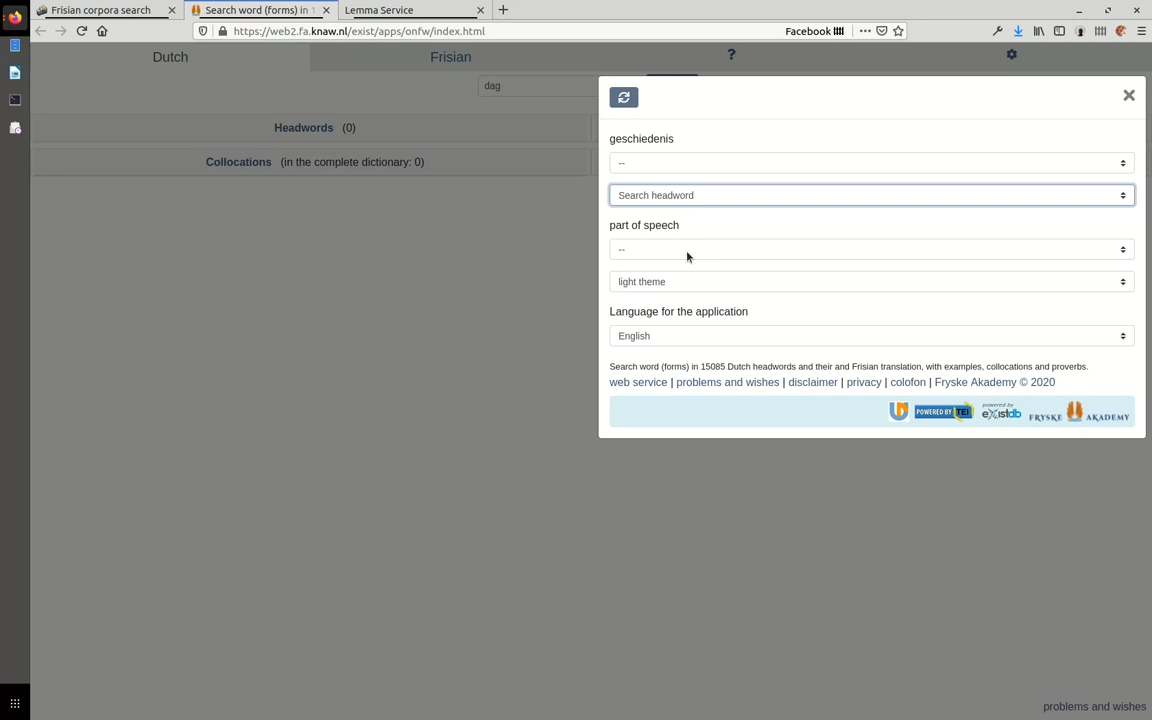 Frisian corpora search
Search word (forms) in
Lemma Service
https://web2.fa.knaw.nl/exist/apps/onfw/index.html
Facebook
Dutch
Frisian
?
dag
Headwords (0)
Collocations (in the complete dictionary: 0)
geschiedenis
--
Search headword
part of speech
--
light theme
Language for the application
English
Search word (forms) in 15085 Dutch headwords and their and Frisian translation, with examples, collocations and proverbs.
web service | problems and wishes | disclaimer | privacy | colofon | Fryske Akademy © 2020
POWERED BY TEI
powered by
eXistdb
FRYSKE AKADEMY
problems and wishes